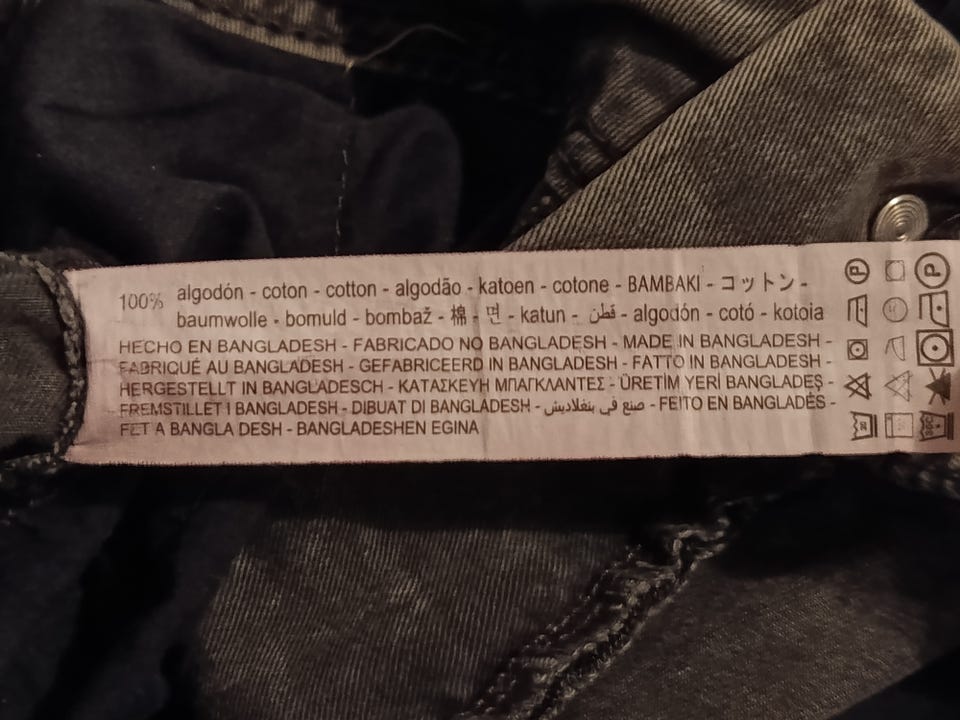 100% algodón - coton - cotton - algodão - katoen - cotone - BAMBAKI - コットン -
baumwolle - bomuld - bombaž - 棉 - 면 - katun - قطن - algodón - cotó - kotoia
HECHO EN BANGLADESH - FABRICADO NO BANGLADESH - MADE IN BANGLADESH -
FABRIQUÉ AU BANGLADESH - GEFABRICEERD IN BANGLADESH - FATTO IN BANGLADESH -
HERGESTELLT IN BANGLADESCH - ΚΑΤΑΣΚΕΥΗ ΜΠΑΓΚΛΑΝΤΕΣ - ÜRETİM YERİ BANGLADEŞ -
FREMSTILLET I BANGLADESH - DIBUAT DI BANGLADESH - صنع في بنغلاديش - FEITO EN BANGLADÉS -
FET A BANGLA DESH - BANGLADESHEN EGINA
P
P